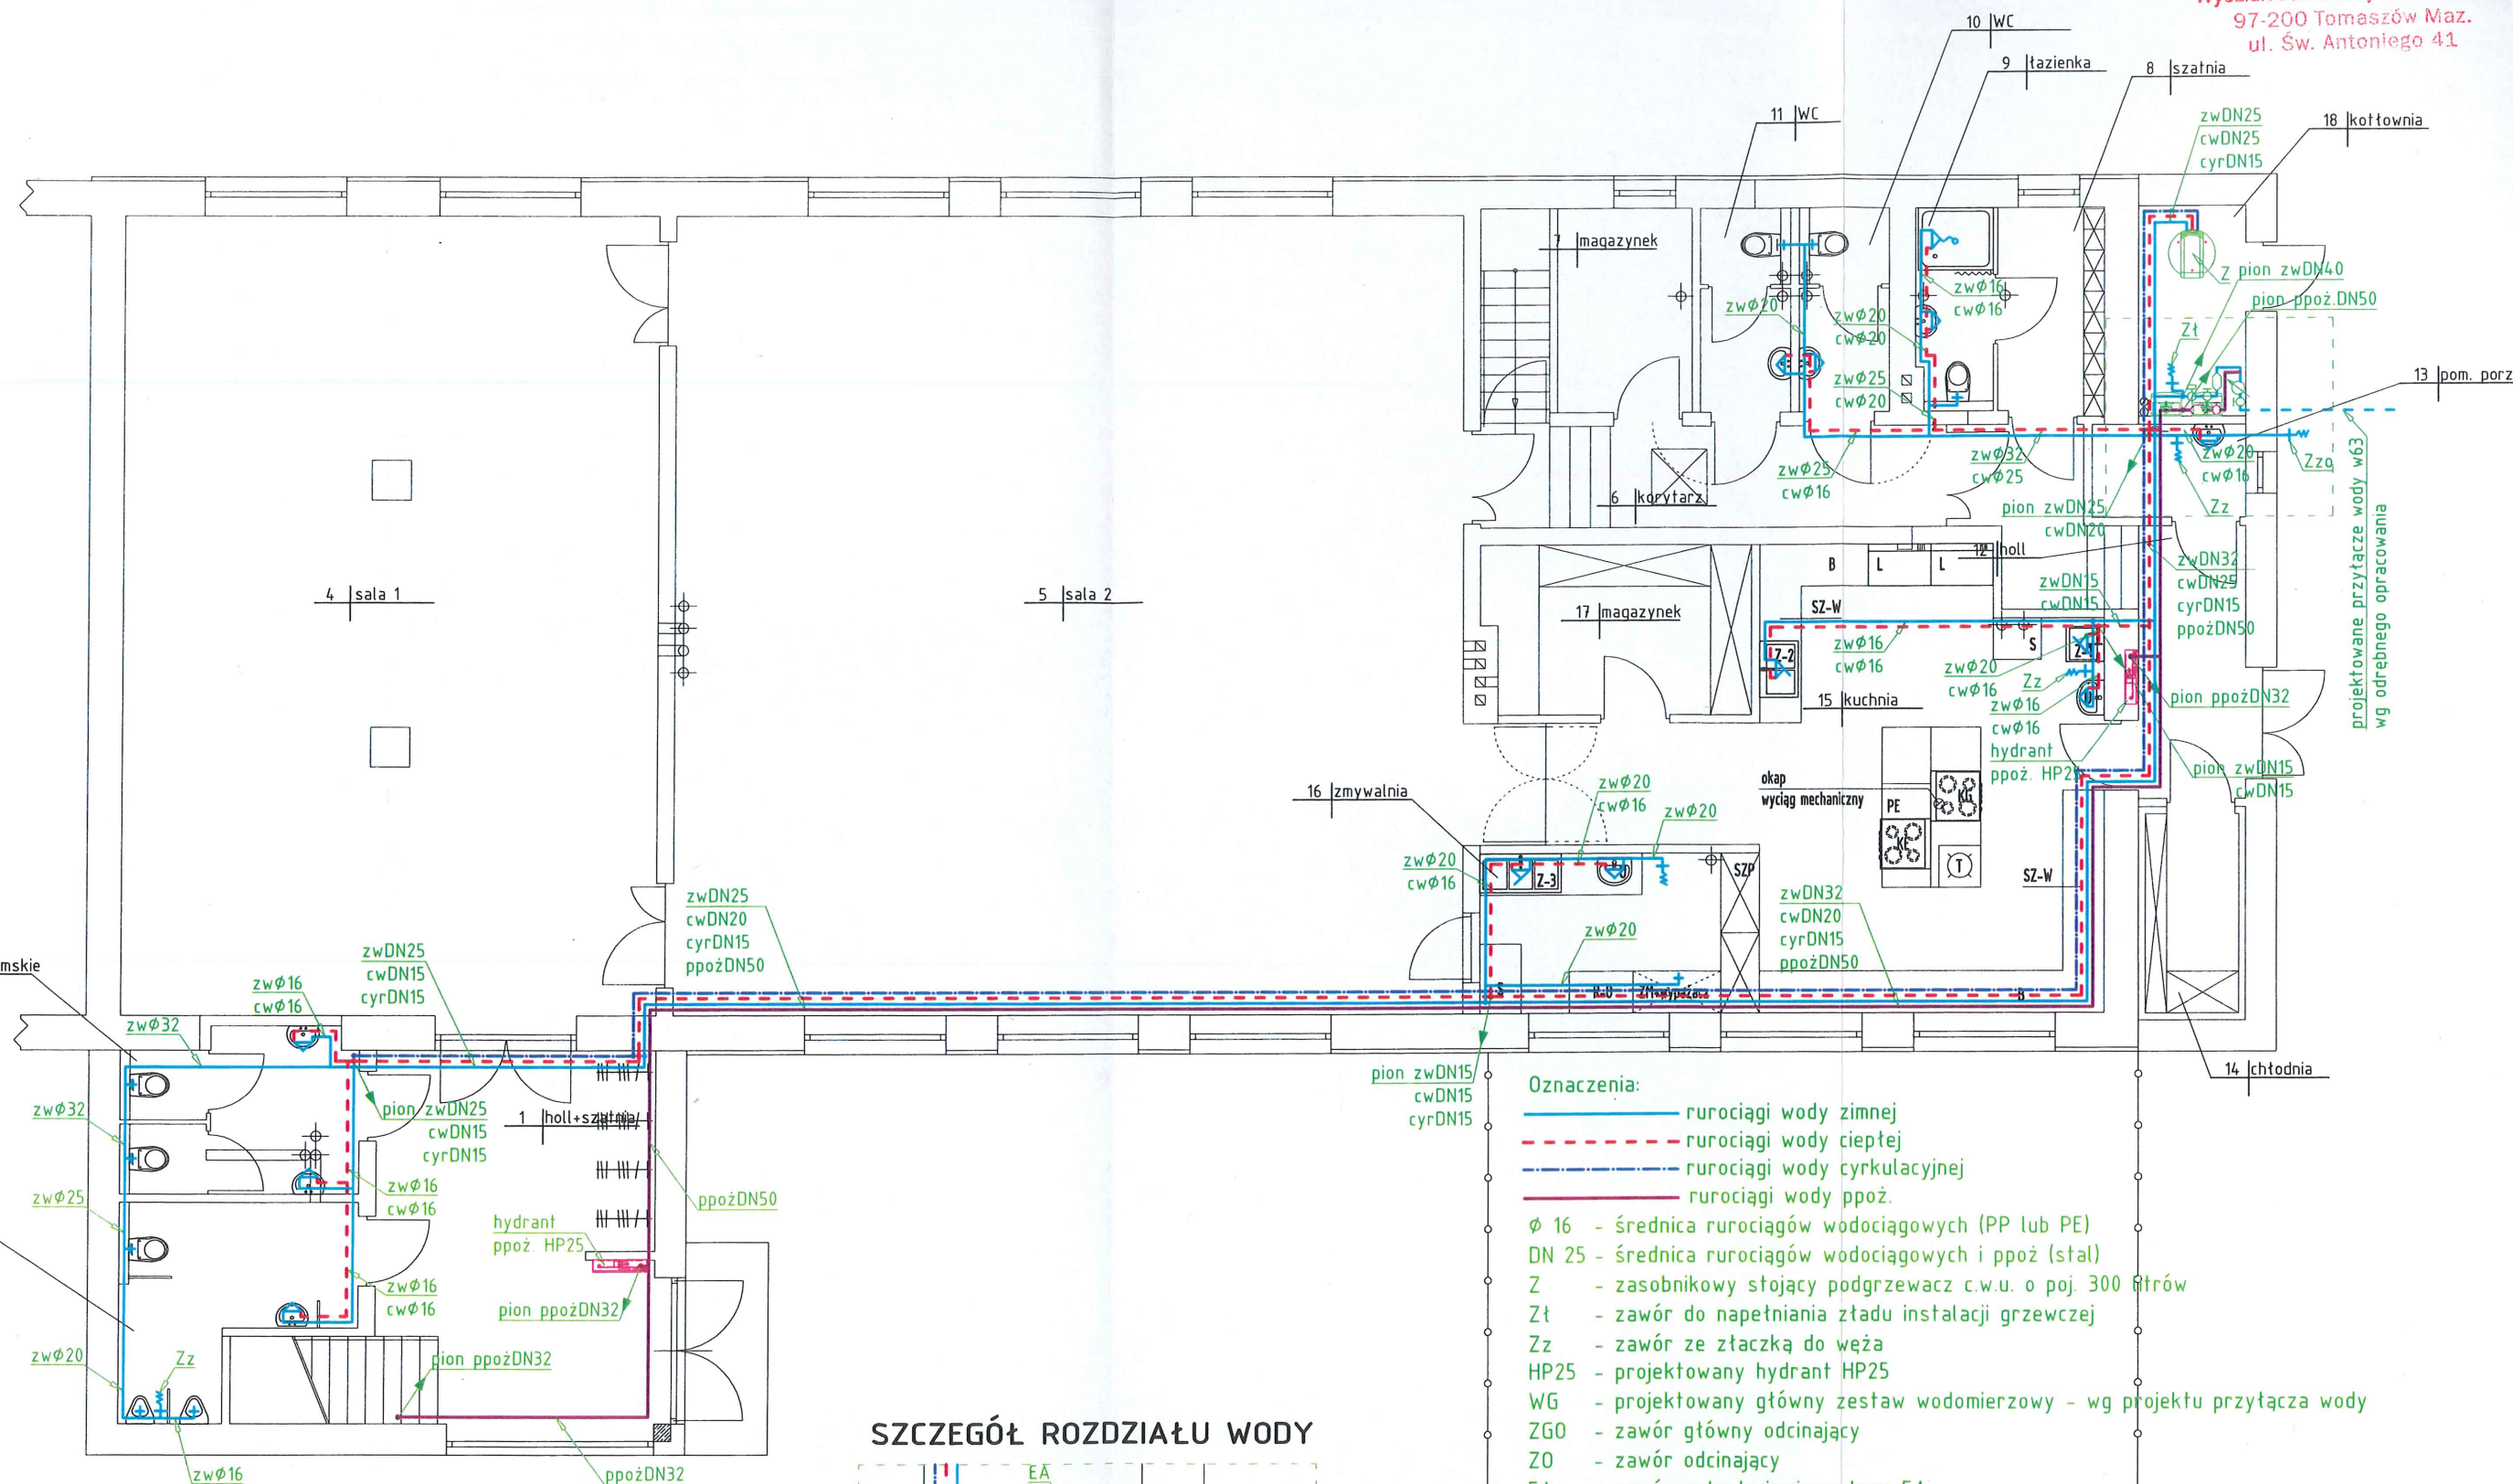 97-200 Tomaszów Maz.
ul. Św. Antoniego 41
10 WC
9 łazienka
8 szatnia
11 WC
zwDN25
cwDN25
cyrDN15
18 kotłownia
7 magazynek
Z
pion zwDN40
pion ppoż.DN50
zwϕ16
cwϕ16
zwϕ20
zwϕ20
cwϕ20
Zł
zwϕ25
cwϕ20
13 pom. porz
zwϕ25
cwϕ16
zwϕ32
cwϕ25
zwϕ20
cwϕ16
Zzo
Zz
6 korytarz
pion zwDN25
cwDN20
projektowane przyłącze wody w63
wg odrębnego opracowania
12 holl
B
L
L
zwDN32
cwDN25
cyrDN15
ppożDN50
zwDN15
cwDN15
4 sala 1
5 sala 2
17 magazynek
SZ-W
zwϕ16
cwϕ16
Z-2
S
zwϕ20
cwϕ16
Zz
zwϕ16
cwϕ16
15 kuchnia
pion ppożDN32
hydrant
ppoż. HP25
pion zwDN15
cwDN15
okap
wyciąg mechaniczny
16 zmywalnia
zwϕ20
cwϕ16
zwϕ20
PE
KG
KE
T
zwϕ20
cwϕ16
Z-3
SZP
SZ-W
zwDN25
cwDN20
cyrDN15
ppożDN50
zwDN32
cwDN20
cyrDN15
ppożDN50
zwϕ20
mskie
zwDN25
cwDN15
cyrDN15
zwϕ16
cwϕ16
zwϕ32
B
14 chłodnia
pion zwDN15
cwDN15
cyrDN15
zwϕ32
pion zwDN25
cwDN15
cyrDN15
1 holl+szatnia
zwϕ16
cwϕ16
zwϕ25
ppożDN50
hydrant
ppoż. HP25
zwϕ16
cwϕ16
pion ppożDN32
zwϕ20
Zz
pion ppożDN32
zwϕ16
ppożDN32
Oznaczenia:
rurociągi wody zimnej
rurociągi wody ciepłej
rurociągi wody cyrkulacyjnej
rurociągi wody ppoż.
ϕ 16 - średnica rurociągów wodociągowych (PP lub PE)
DN 25 - średnica rurociągów wodociągowych i ppoż (stal)
Z - zasobnikowy stojący podgrzewacz c.w.u. o poj. 300 litrów
Zł - zawór do napełniania zładu instalacji grzewczej
Zz - zawór ze złaczką do węża
HP25 - projektowany hydrant HP25
WG - projektowany główny zestaw wodomierzowy - wg projektu przyłącza wody
ZGO - zawór główny odcinający
ZO - zawór odcinający
SZCZEGÓŁ ROZDZIAŁU WODY
EA